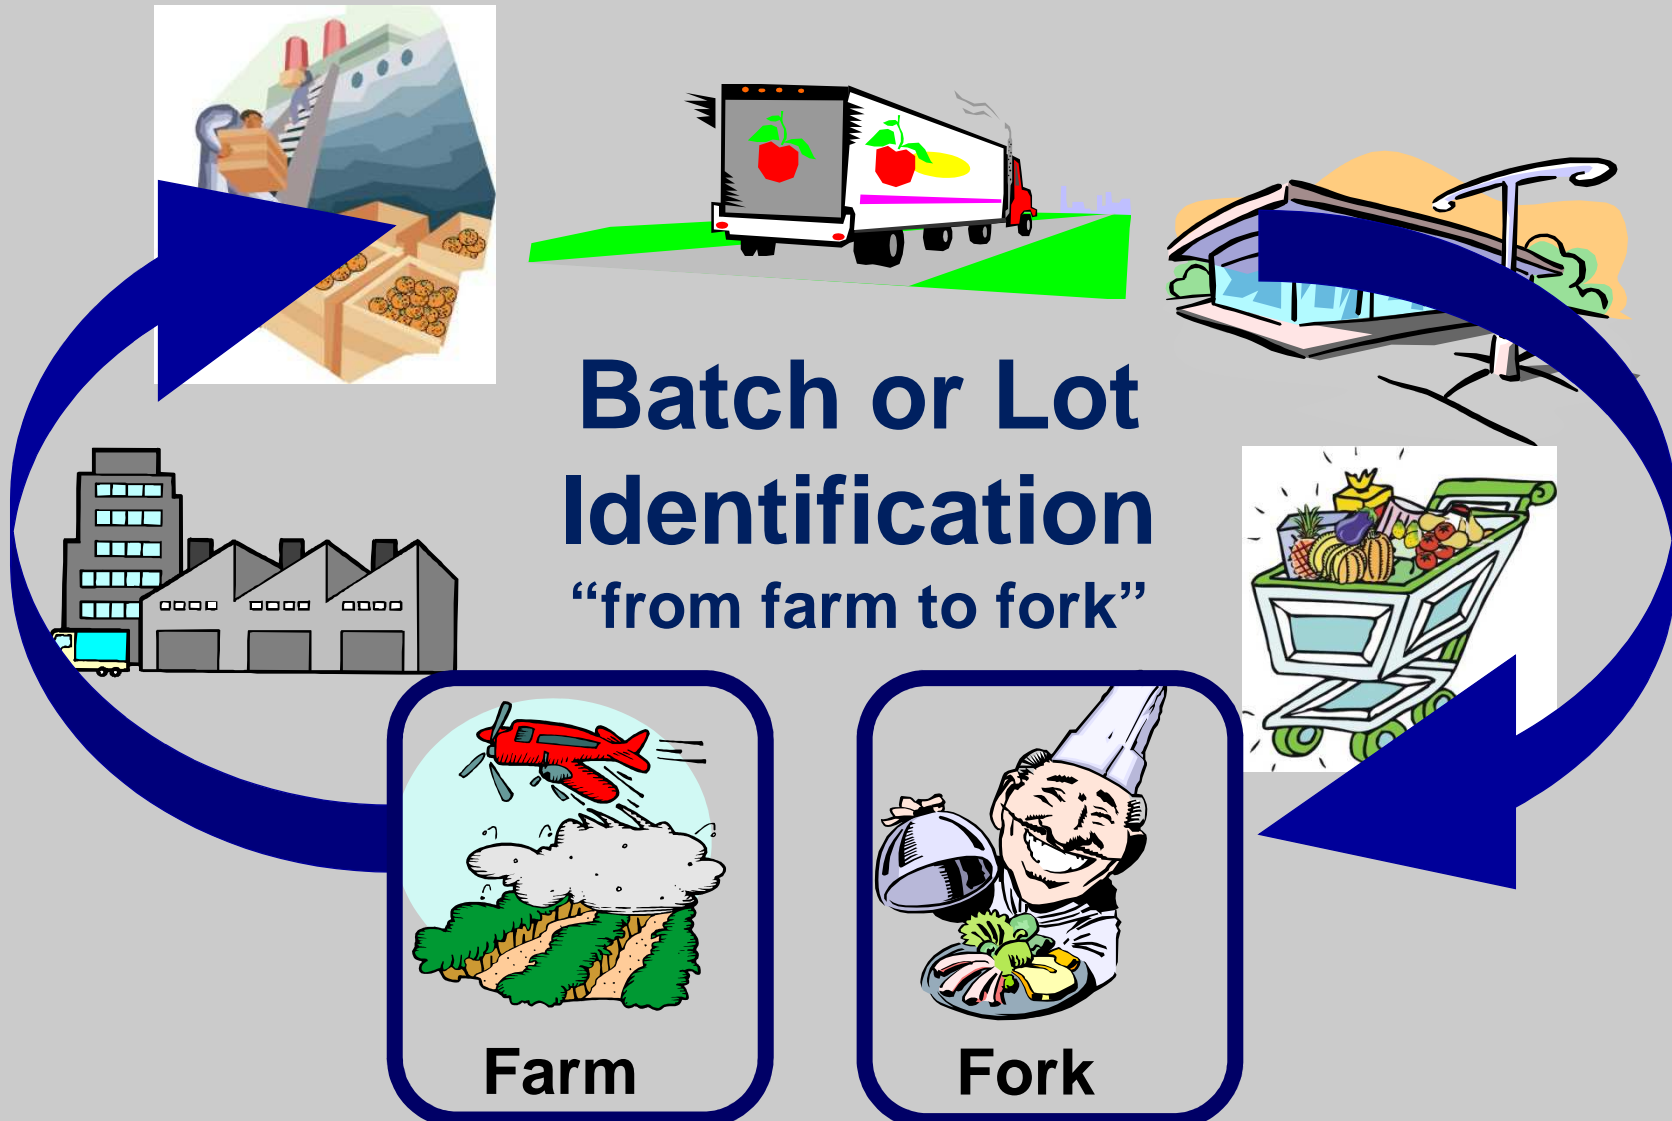 Batch or Lot
Identification
“from farm to fork”
Farm
Fork